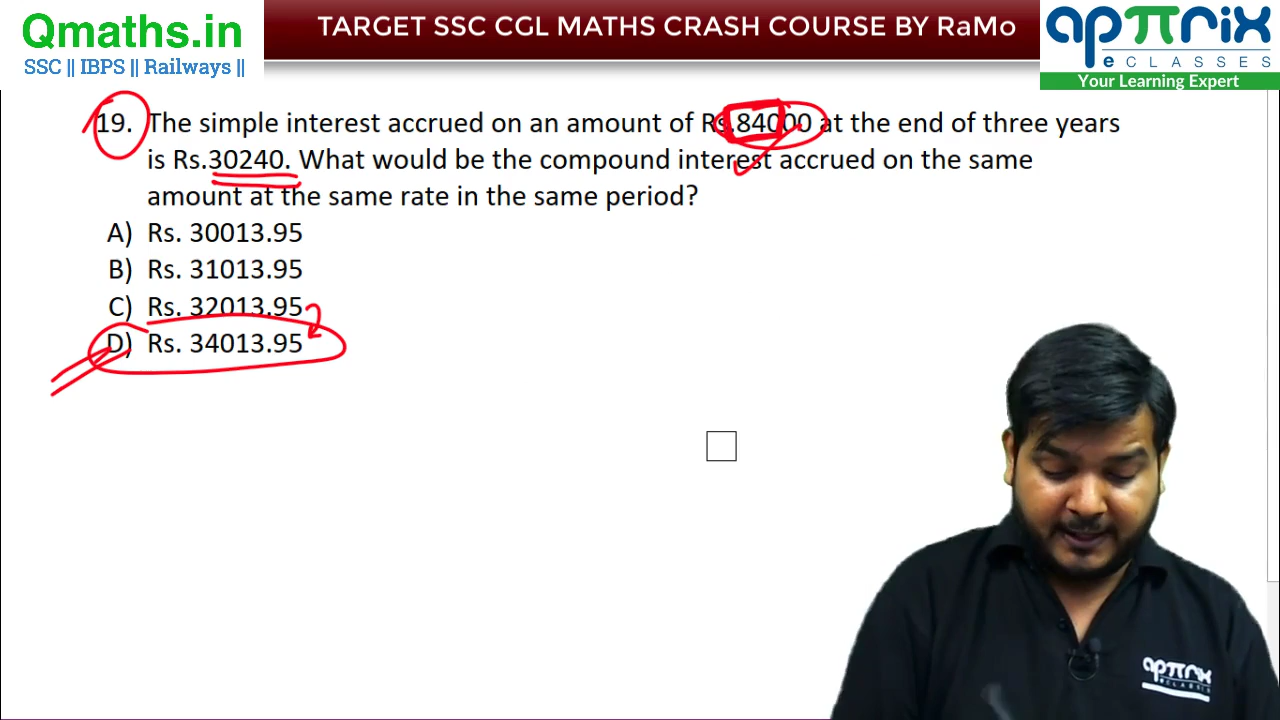 Qmaths.in
SSC || IBPS || Railways ||
TARGET SSC CGL MATHS CRASH COURSE BY RaMo
apππrix
e CLASSES
Your Learning Expert
19. The simple interest accrued on an amount of Rs.84000 at the end of three years
is Rs.30240. What would be the compound interest accrued on the same
amount at the same rate in the same period?
A) Rs. 30013.95
B) Rs. 31013.95
C) Rs. 32013.95
D) Rs. 34013.95
apππrix
e CLASSES